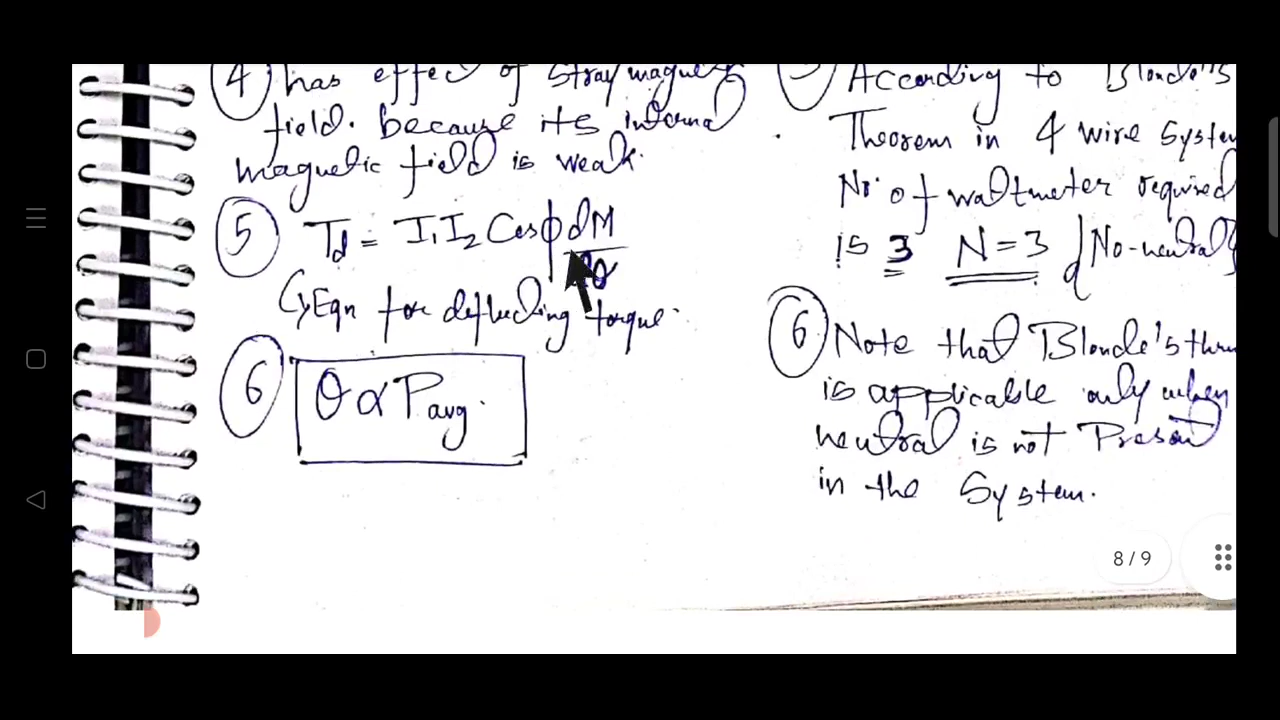 4 has effect of stray magnetic
field. because its internal
magnetic field is weak.
5 Td = I₁I₂ Cosϕ dM/dθ
↳ Eqn for deflecting torque.
6 θ ∝ Pavg.
According to Blondel's
Theorem in 4 wire System
No. of wattmeter required
is 3 N=3 {No-neutral}
6 Note that Blondel's thrm
is applicable only when
neutral is not Present
in the System.
8 / 9